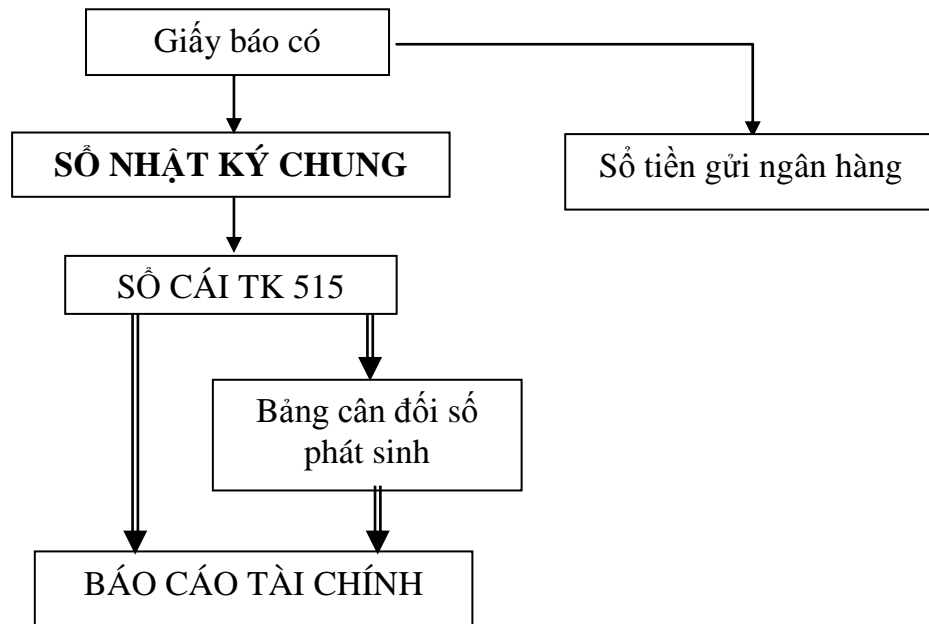 Giấy báo có
SỔ NHẬT KÝ CHUNG
Sổ tiền gửi ngân hàng
SỔ CÁI TK 515
Bảng cân đối số
phát sinh
BÁO CÁO TÀI CHÍNH